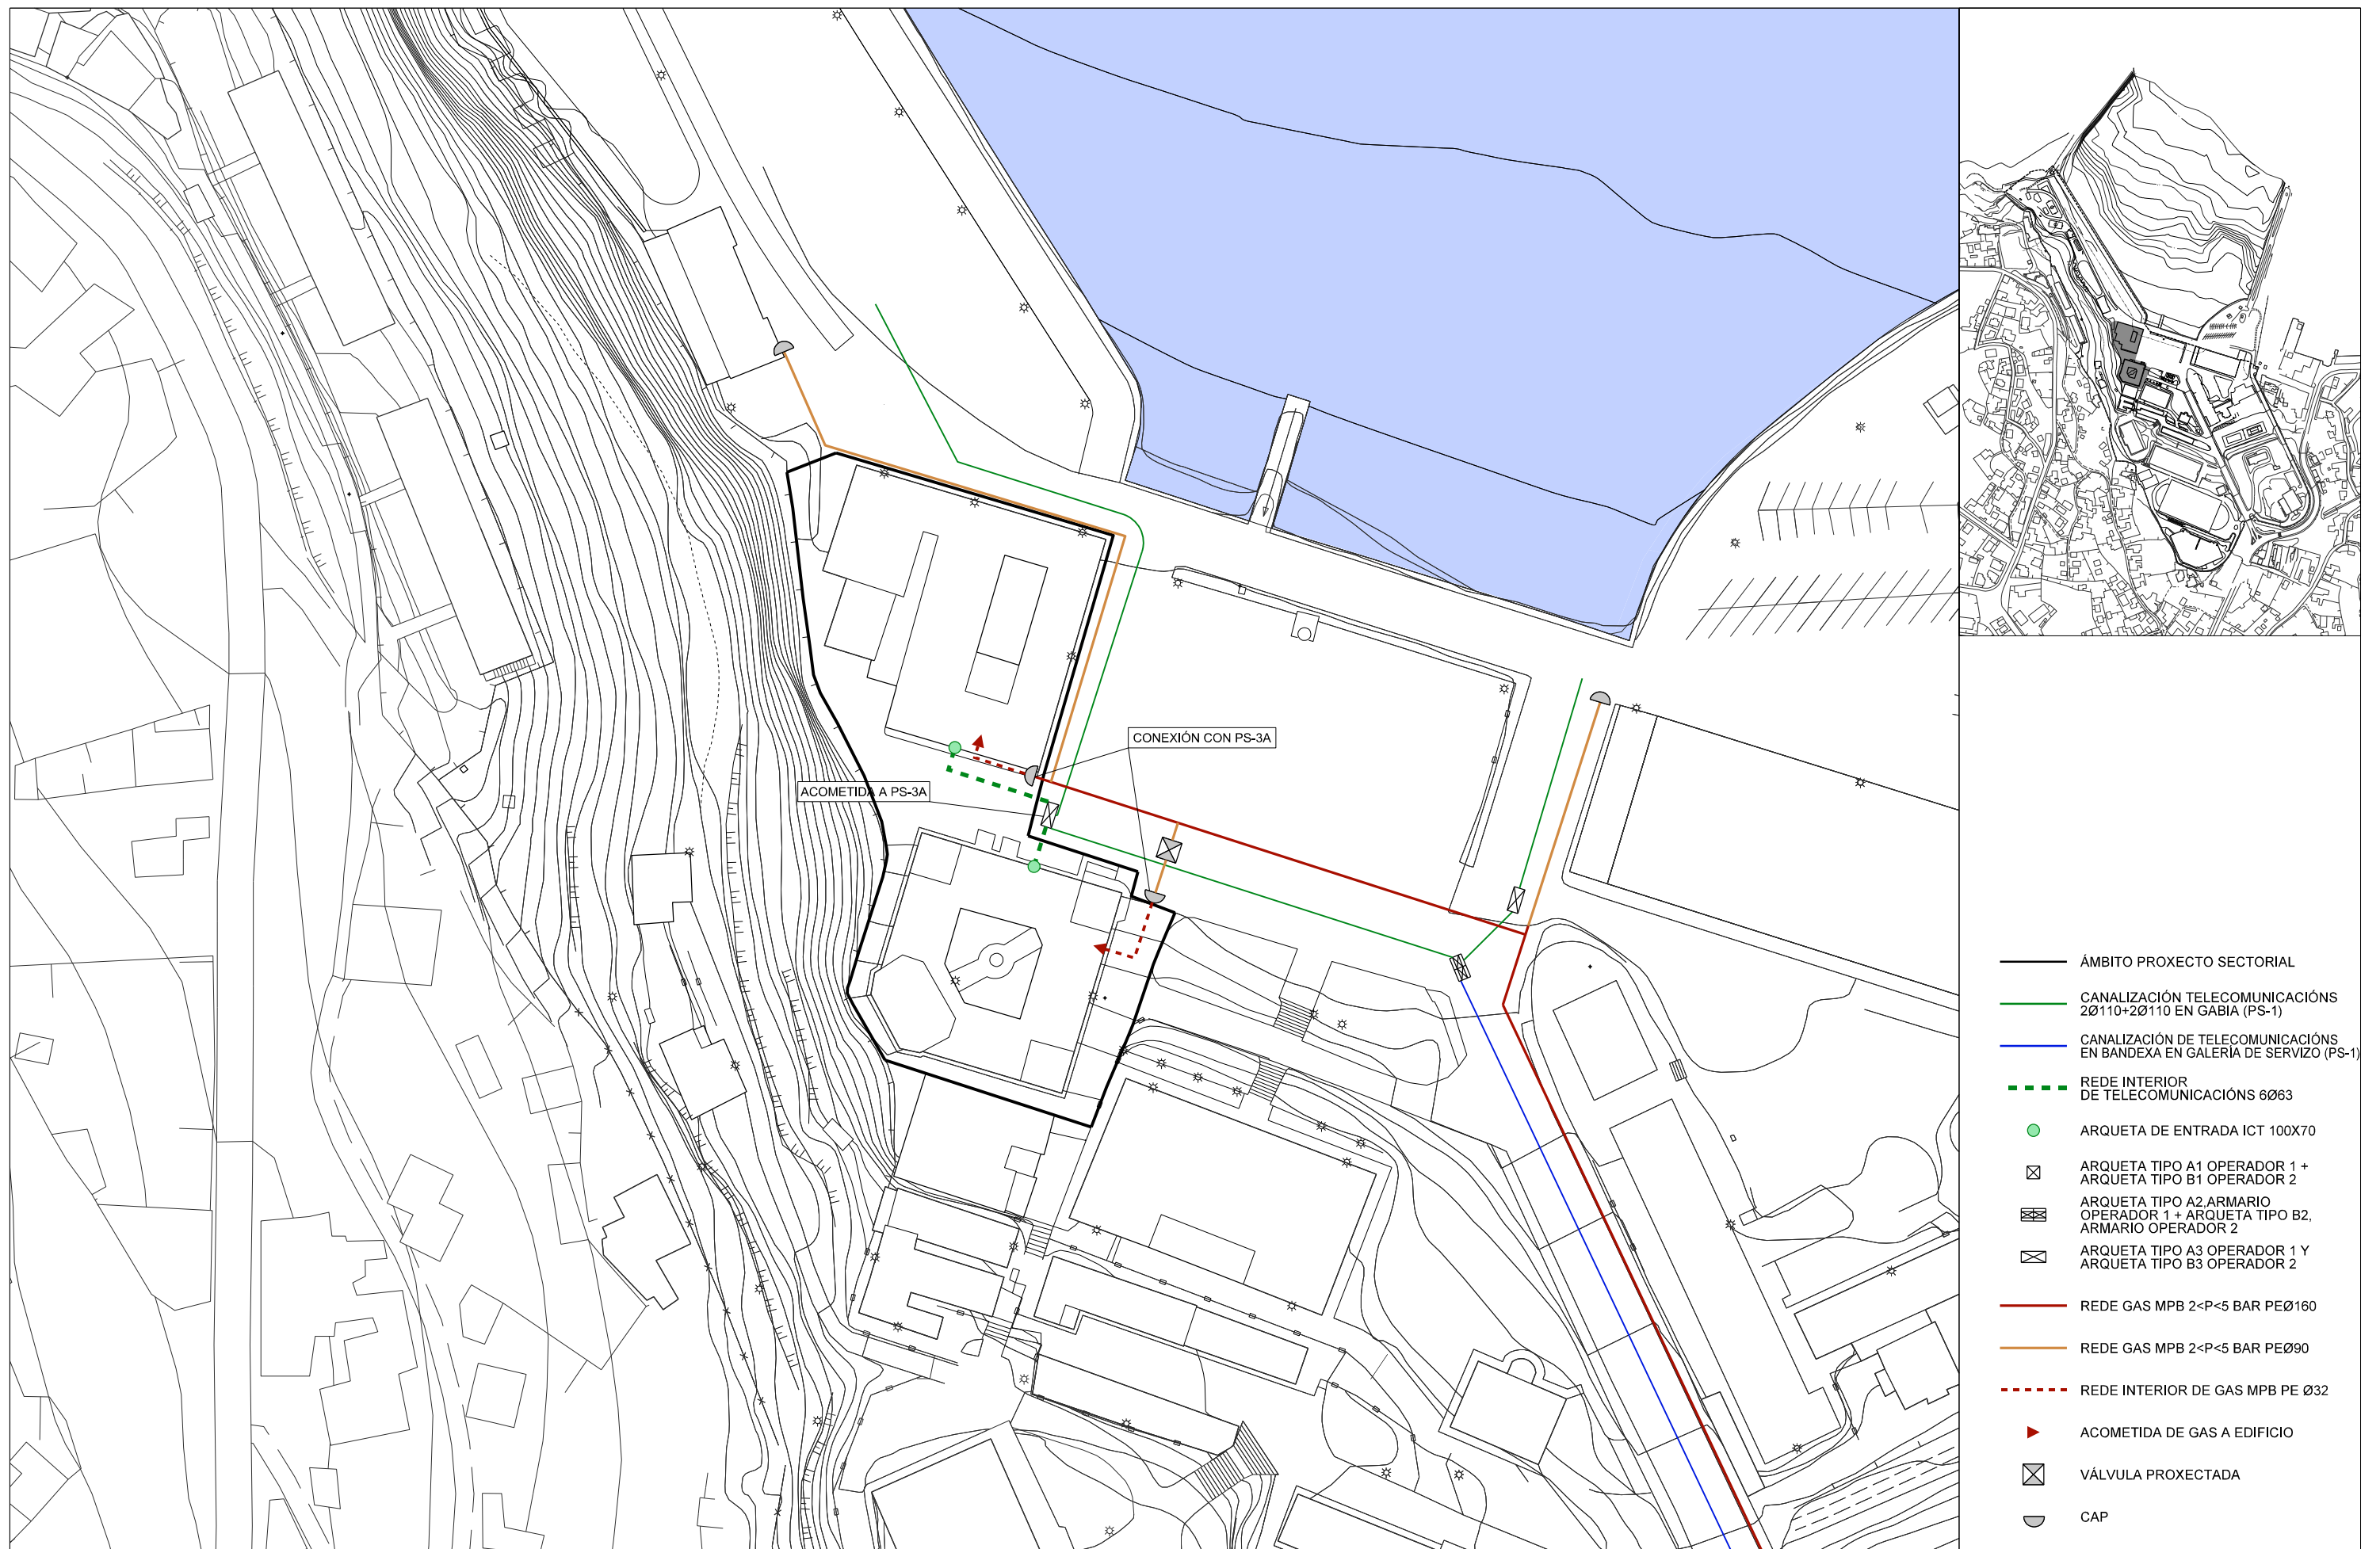 CONEXIÓN CON PS-3A
ACOMETIDA A PS-3A
ÁMBITO PROXECTO SECTORIAL
CANALIZACIÓN TELECOMUNICACIÓNS
2Ø110+2Ø110 EN GABIA (PS-1)
CANALIZACIÓN DE TELECOMUNICACIÓNS
EN BANDEXA EN GALERÍA DE SERVIZO (PS-1)
REDE INTERIOR
DE TELECOMUNICACIÓNS 6Ø63
ARQUETA DE ENTRADA ICT 100X70
ARQUETA TIPO A1 OPERADOR 1 +
ARQUETA TIPO B1 OPERADOR 2
ARQUETA TIPO A2,ARMARIO
OPERADOR 1 + ARQUETA TIPO B2,
ARMARIO OPERADOR 2
ARQUETA TIPO A3 OPERADOR 1 Y
ARQUETA TIPO B3 OPERADOR 2
REDE GAS MPB 2<P<5 BAR PEØ160
REDE GAS MPB 2<P<5 BAR PEØ90
REDE INTERIOR DE GAS MPB PE Ø32
ACOMETIDA DE GAS A EDIFICIO
VÁLVULA PROXECTADA
CAP